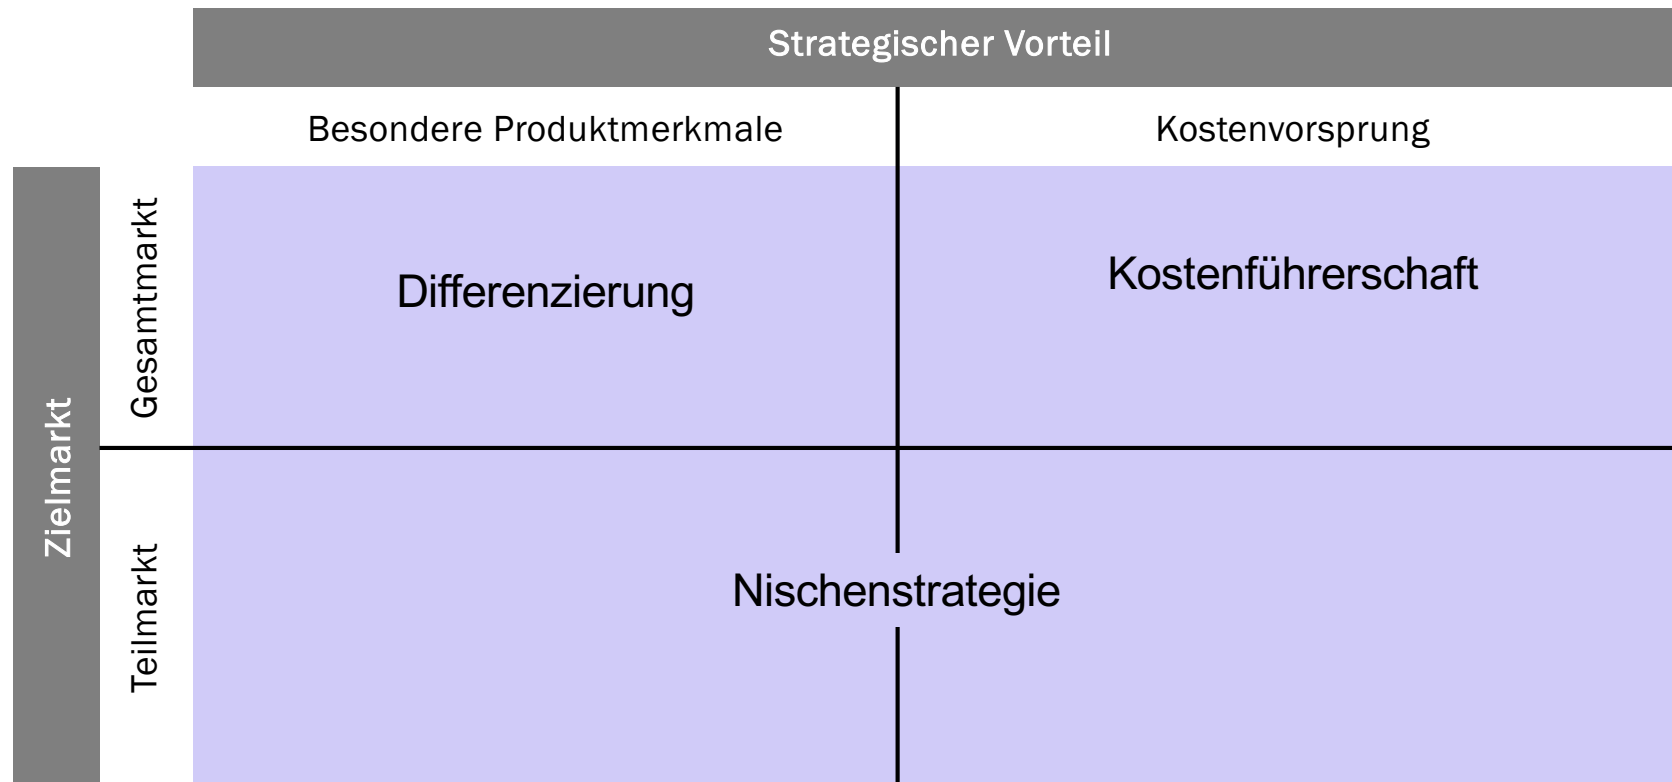 Strategischer Vorteil
Besondere Produktmerkmale
Kostenvorsprung
Zielmarkt
Gesamtmarkt
Differenzierung
Kostenführerschaft
Teilmarkt
Nischenstrategie